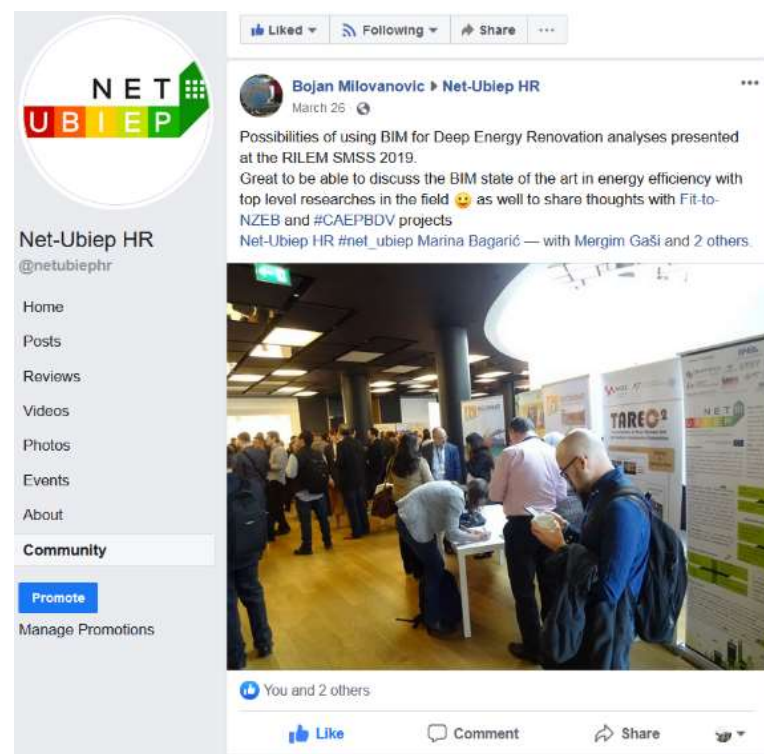 Liked
Following
Share
NET
UBIEP
Bojan Milovanovic ▸ Net-Ubiep HR
March 26
Possibilities of using BIM for Deep Energy Renovation analyses presented
at the RILEM SMSS 2019.
Great to be able to discuss the BIM state of the art in energy efficiency with
top level researches in the field 😀 as well to share thoughts with Fit-to-
NZEB and #CAEPBDV projects
Net-Ubiep HR #net_ubiep Marina Bagarić — with Mergim Gaši and 2 others.
Net-Ubiep HR
@netubiephr
Home
Posts
Reviews
Videos
Photos
Events
About
Community
Promote
Manage Promotions
TAREC²
NET
UBIEP
You and 2 others
Like
Comment
Share